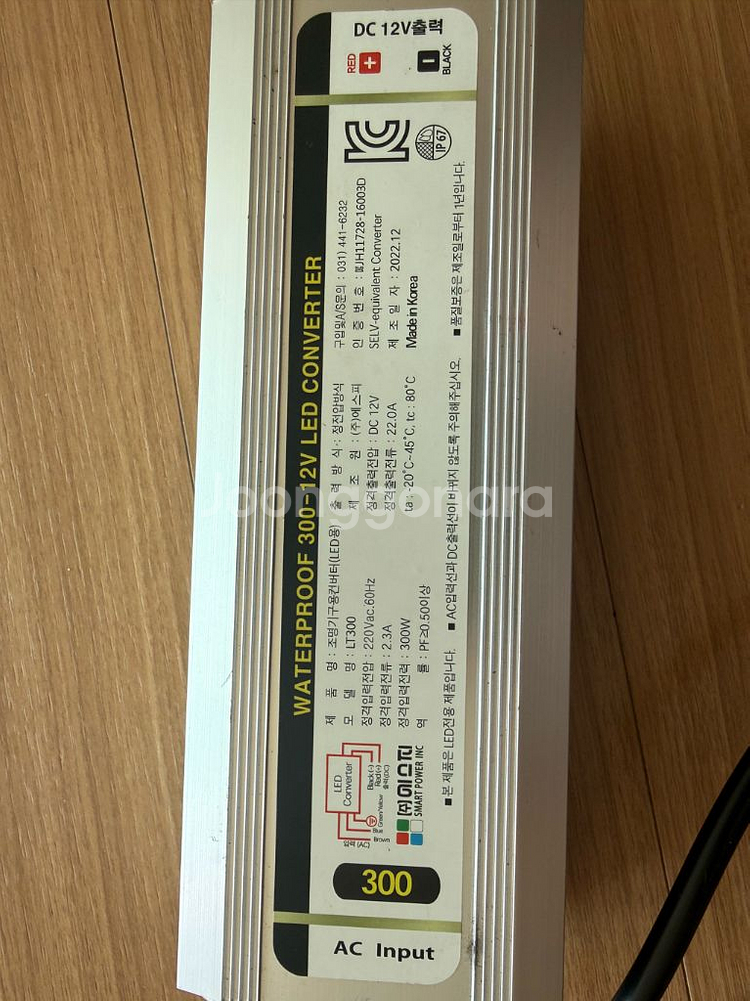 DC 12V출력
RED
BLACK
IP 67
WATERPROOF 300-12V LED CONVERTER
제 품 명 : 조명기구용컨버터(LED용)
모 델 명 : LT300
정격입력전압 : 220Vac.60Hz
정격입력전류 : 2.3A
정격입력전력 : 300W
역 률 : PF≥0.50이상
출 력 방 식 : 정전압방식
제 조 원 : (주)에스피
정격출력전압 : DC 12V
정격출력전류 : 22.0A
ta : -20˚C~45˚C, tc : 80˚C
구입및A/S문의 : 031) 441-6232
인 증 번 호 : JH11728-16003D
SELV-equivalent Converter
제 조 일 자 : 2022.12
Made in Korea
■ 본 제품은 LED전용 제품입니다.
■ AC입력선과 DC출력선이 바뀌지 않도록 주의해주십시오.
■ 품질보증은 제조일로부터 1년입니다.
LED
Converter
Black(-)
Red(+)
출력(DC)
Green/Yellow
Blue
Brown
입력 (AC)
(주)에스피
SMART POWER INC
300
AC Input
Joonggonara